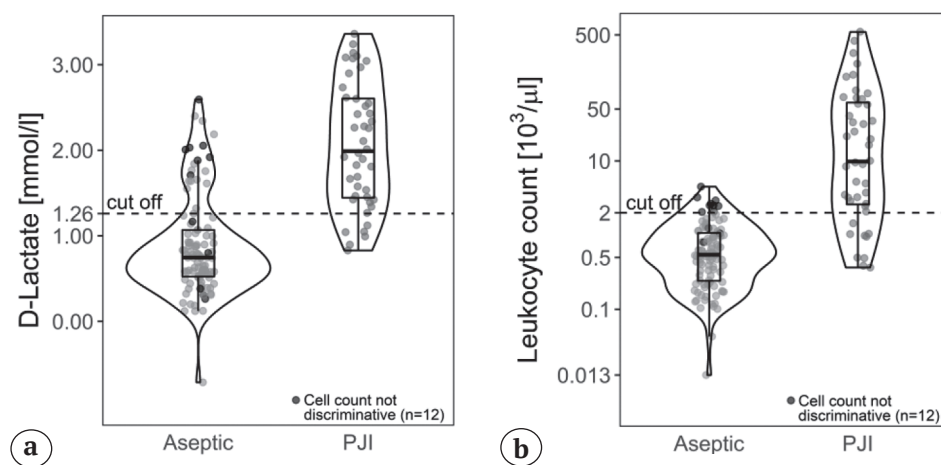 D-Lactate [mmol/l]
3.00
2.00
1.26
1.00
0.00
cut off
Cell count not
discriminative (n=12)
Aseptic
PJI
a
Leukocyte count [10³/µl]
500
50
10
2
0.5
0.1
0.013
cut off
Cell count not
discriminative (n=12)
Aseptic
PJI
b